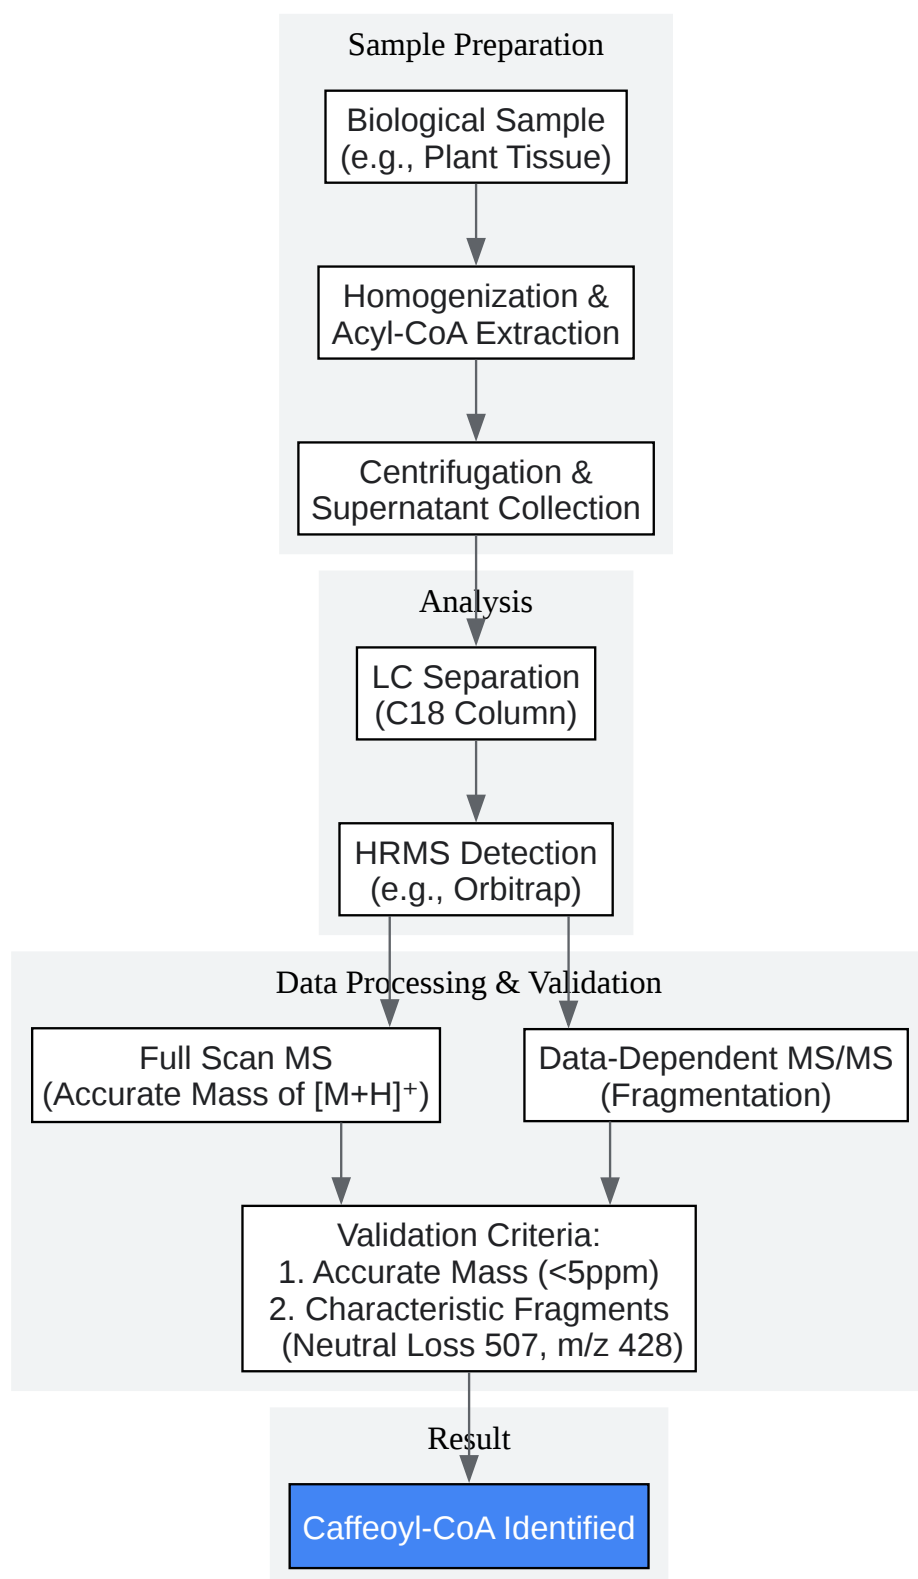 Sample Preparation
Biological Sample
(e.g., Plant Tissue)
Homogenization &
Acyl-CoA Extraction
Centrifugation &
Supernatant Collection
Analysis
LC Separation
(C18 Column)
HRMS Detection
(e.g., Orbitrap)
Data Processing & Validation
Full Scan MS
(Accurate Mass of [M+H]⁺)
Data-Dependent MS/MS
(Fragmentation)
Validation Criteria:
1. Accurate Mass (<5ppm)
2. Characteristic Fragments
(Neutral Loss 507, m/z 428)
Result
Caffeoyl-CoA Identified